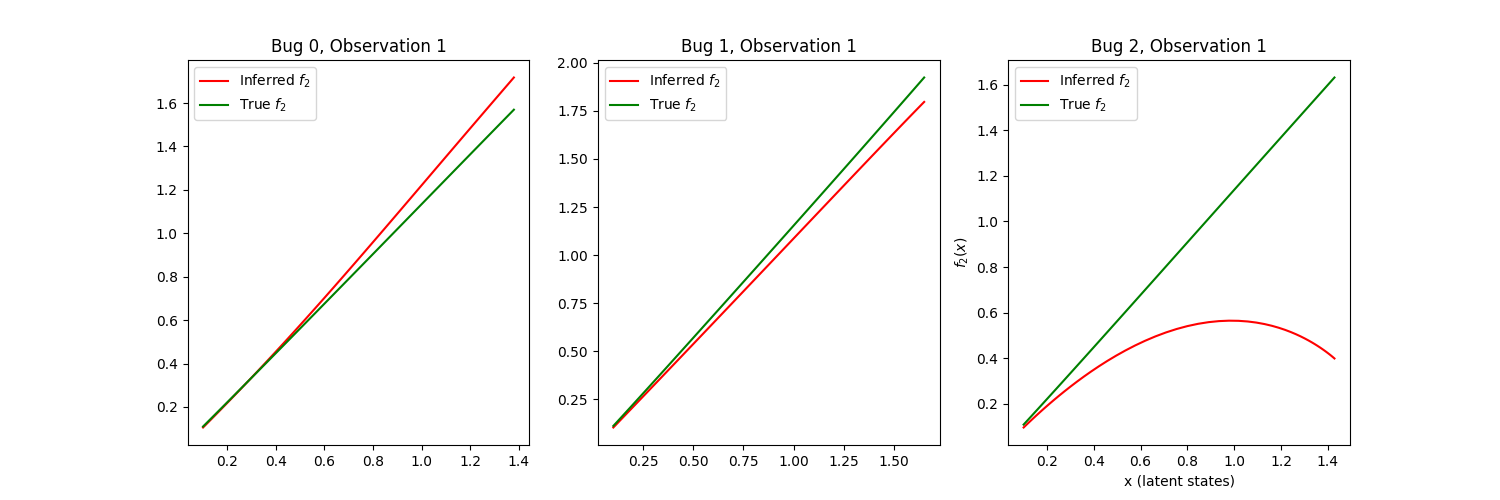 Bug 0, Observation 1
Inferred f₂
True f₂
1.6
1.4
1.2
1.0
0.8
0.6
0.4
0.2
0.2 0.4 0.6 0.8 1.0 1.2 1.4
Bug 1, Observation 1
Inferred f₂
True f₂
2.00
1.75
1.50
1.25
1.00
0.75
0.50
0.25
0.25 0.50 0.75 1.00 1.25 1.50
Bug 2, Observation 1
Inferred f₂
True f₂
f₂(x)
1.6
1.4
1.2
1.0
0.8
0.6
0.4
0.2
0.2 0.4 0.6 0.8 1.0 1.2 1.4
x (latent states)